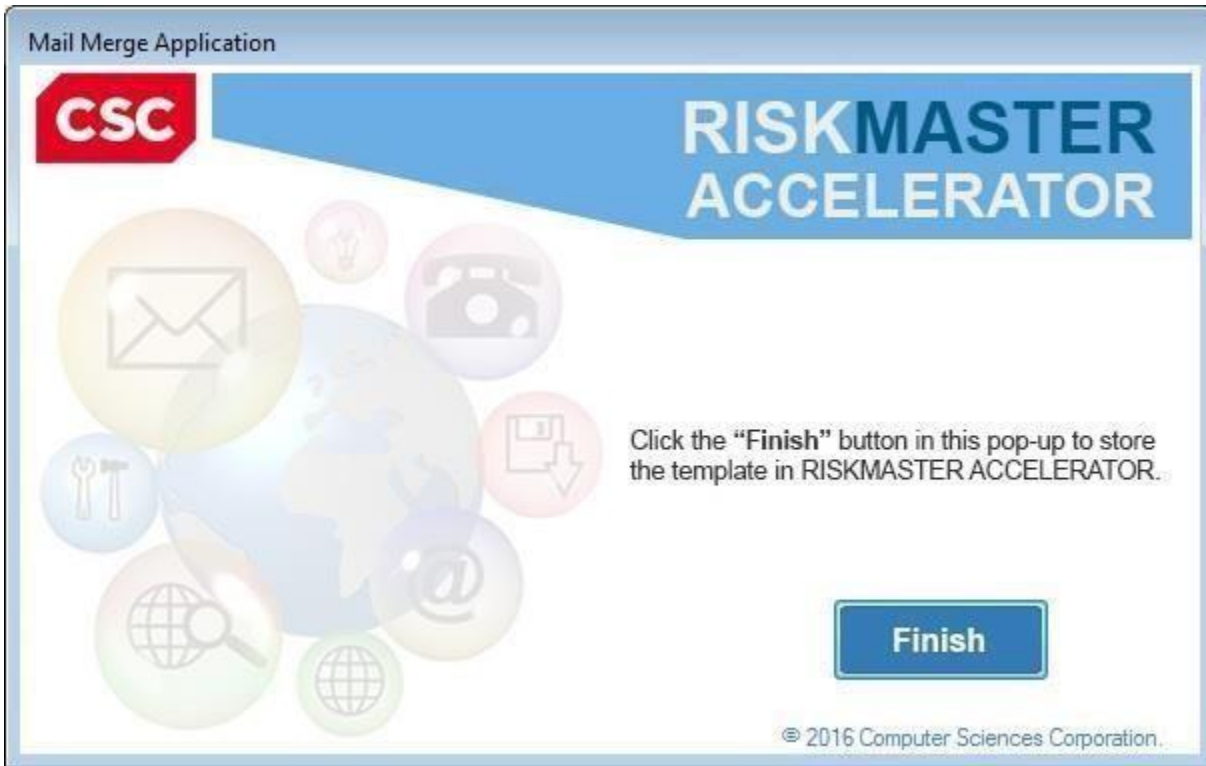 Mail Merge Application
CSC
RISKMASTER
ACCELERATOR
@
Click the “Finish” button in this pop-up to store
the template in RISKMASTER ACCELERATOR.
Finish
© 2016 Computer Sciences Corporation.